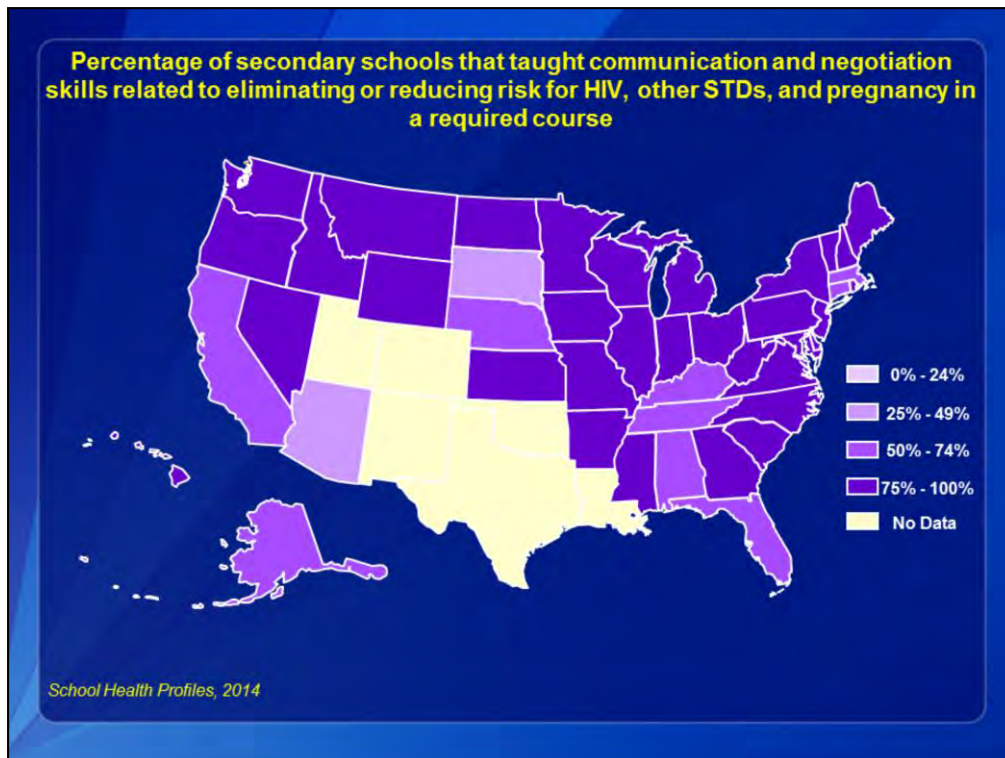 Percentage of secondary schools that taught communication and negotiation
skills related to eliminating or reducing risk for HIV, other STDs, and pregnancy in
a required course
0% - 24%
25% - 49%
50% - 74%
75% - 100%
No Data
School Health Profiles, 2014